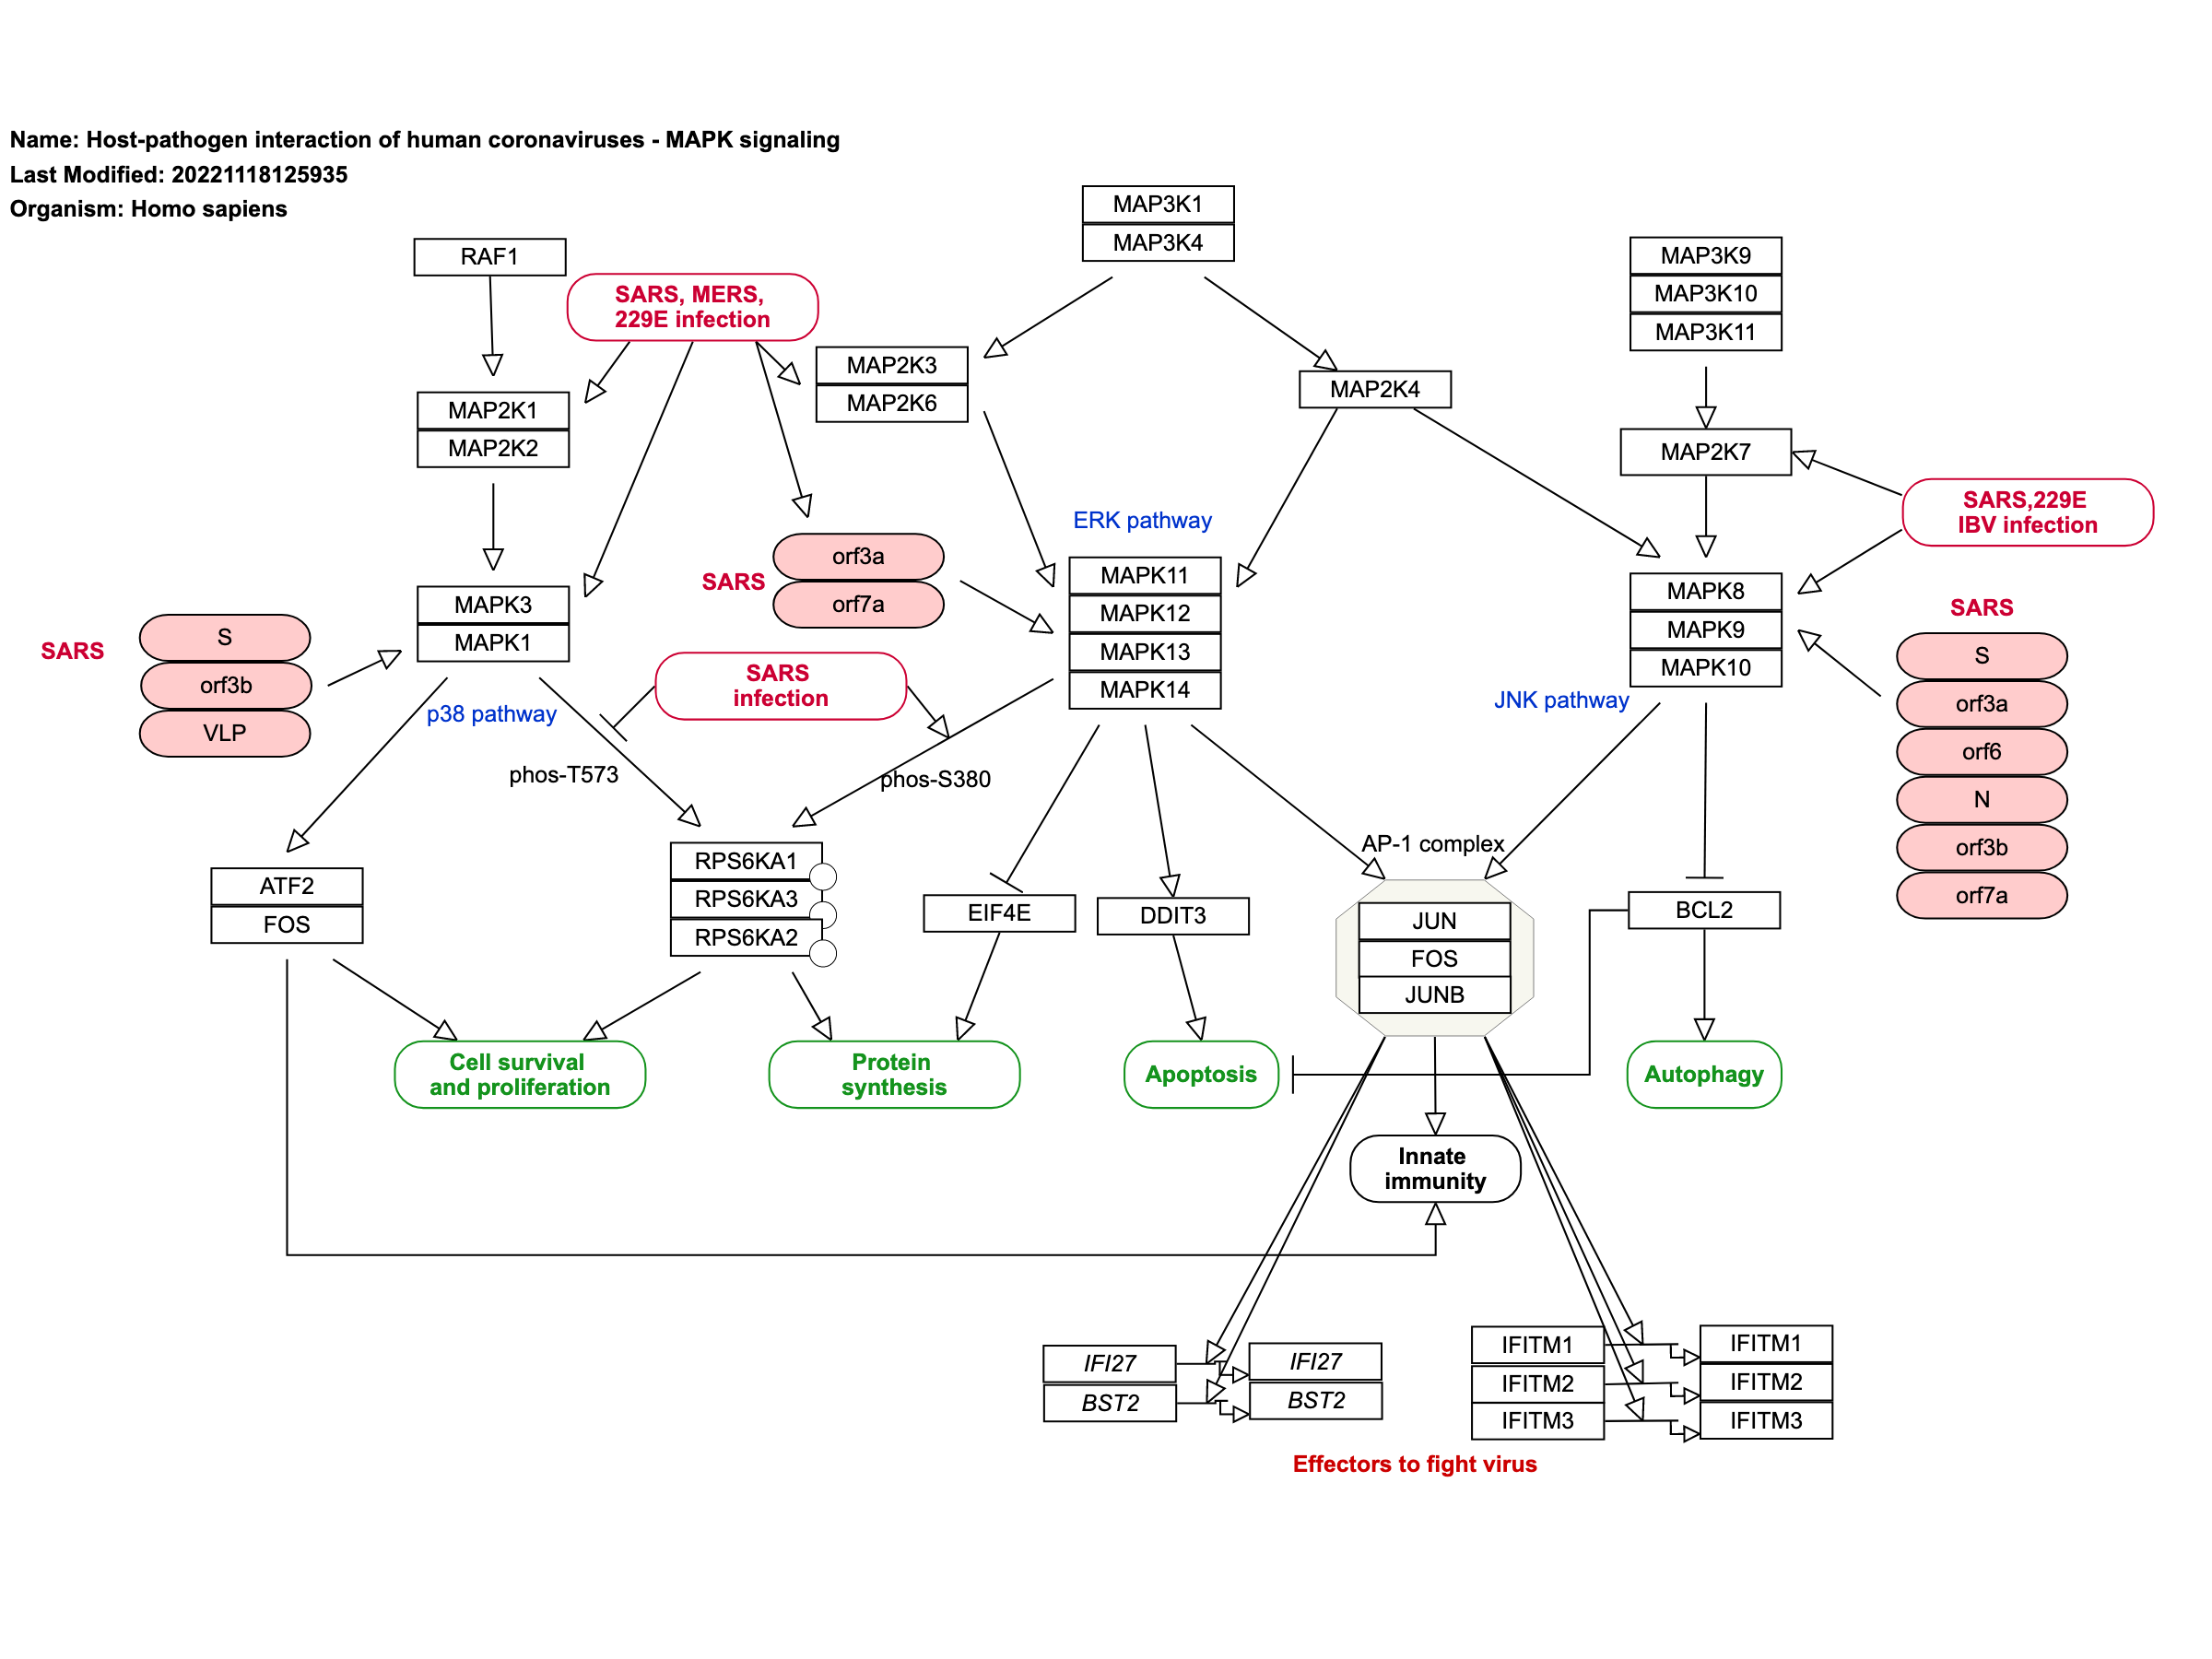 Name: Host-pathogen interaction of human coronaviruses - MAPK signaling
Last Modified: 20221118125935
Organism: Homo sapiens
MAP3K1
MAP3K4
RAF1
MAP3K9
MAP3K10
MAP3K11
SARS, MERS,
229E infection
MAP2K3
MAP2K6
MAP2K4
MAP2K1
MAP2K2
MAP2K7
SARS,229E
IBV infection
ERK pathway
orf3a
orf7a
SARS
MAPK11
MAPK12
MAPK13
MAPK14
MAPK8
MAPK9
MAPK10
SARS
MAPK3
MAPK1
SARS
S
orf3b
VLP
SARS
infection
S
orf3a
orf6
N
orf3b
orf7a
p38 pathway
JNK pathway
phos-T573
phos-S380
AP-1 complex
ATF2
FOS
RPS6KA1
RPS6KA3
RPS6KA2
EIF4E
DDIT3
JUN
FOS
JUNB
BCL2
Cell survival
and proliferation
Protein
synthesis
Apoptosis
Autophagy
Innate
immunity
IFI27
BST2
IFI27
BST2
IFITM1
IFITM2
IFITM3
IFITM1
IFITM2
IFITM3
Effectors to fight virus